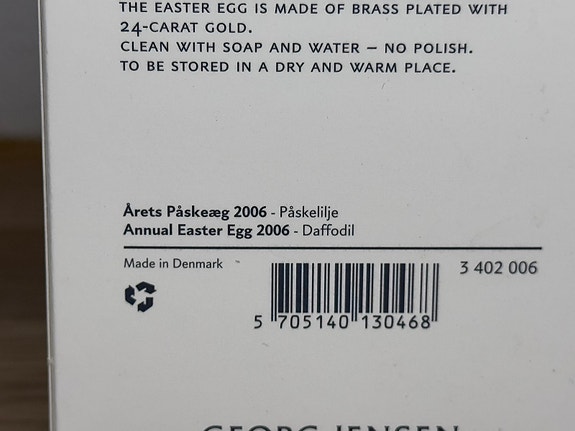 THE EASTER EGG IS MADE OF BRASS PLATED WITH
24-CARAT GOLD.
CLEAN WITH SOAP AND WATER – NO POLISH.
TO BE STORED IN A DRY AND WARM PLACE.
Årets Påskeæg 2006 - Påskelilje
Annual Easter Egg 2006 - Daffodil
Made in Denmark
3 402 006
5 705140 130468
GEORG JENSEN